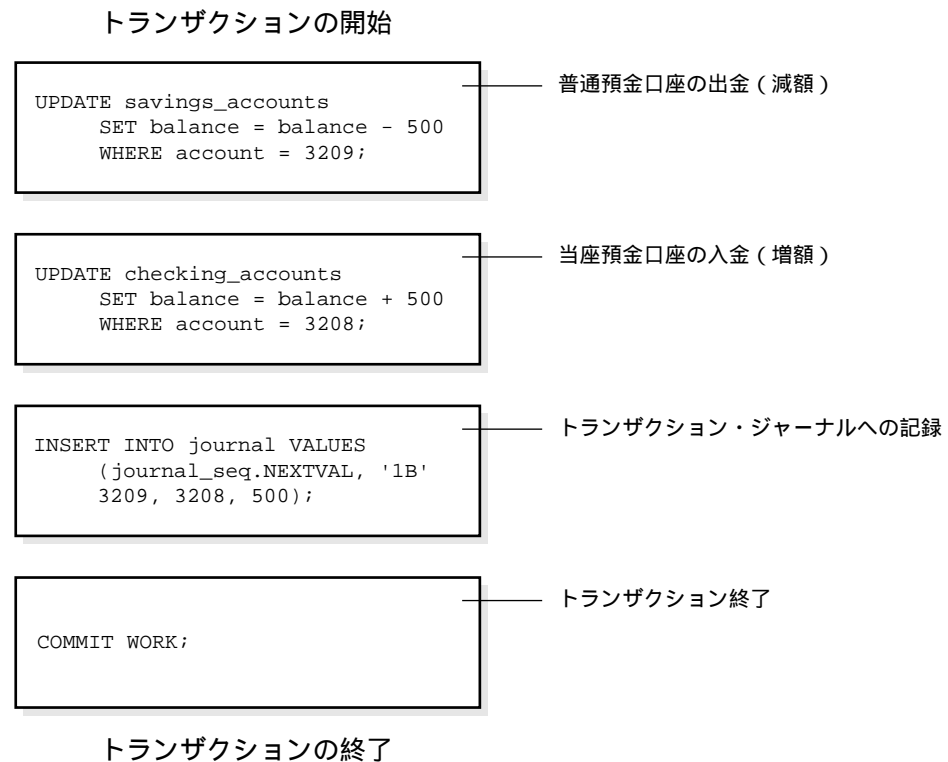 トランザクションの開始
普通預金口座の出金 ( 減額 )
UPDATE savings_accounts
SET balance = balance - 500
WHERE account = 3209;
当座預金口座の入金 ( 増額 )
UPDATE checking_accounts
SET balance = balance + 500
WHERE account = 3208;
トランザクション・ジャーナルへの記録
INSERT INTO journal VALUES
(journal_seq.NEXTVAL, '1B'
3209, 3208, 500);
トランザクション終了
COMMIT WORK;
トランザクションの終了